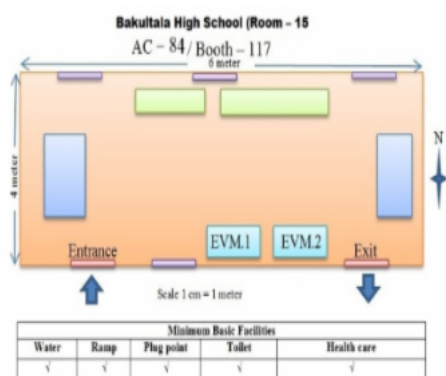 Bakultala High School (Room – 15
AC – 84/Booth – 117
6 meter
4 meter
N
EVM.1 EVM.2
Entrance Exit
Scale 1 cm = 1 meter
Minimum Basic Facilities
Water Ramp Plug point Toilet Health care
√ √ √ √ √